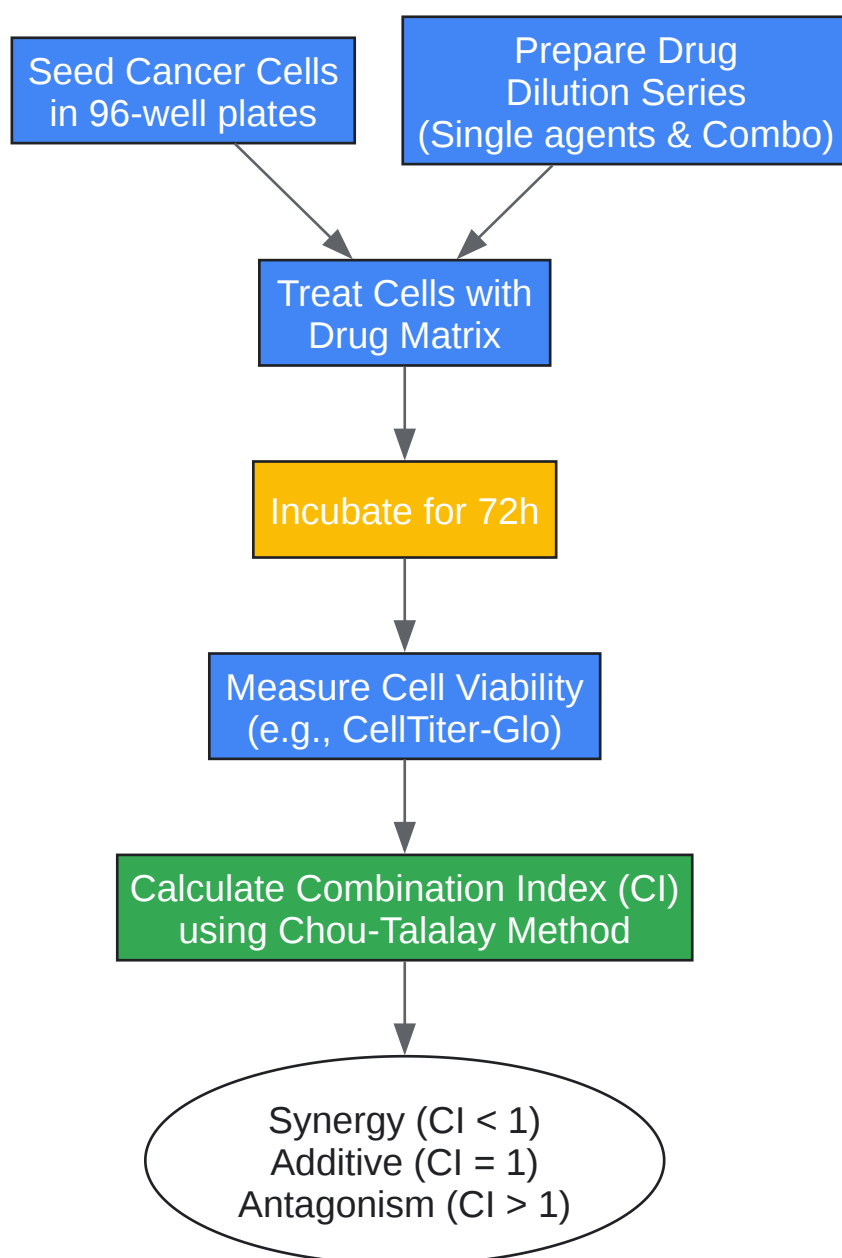 Seed Cancer Cells
in 96-well plates
Prepare Drug
Dilution Series
(Single agents & Combo)
Treat Cells with
Drug Matrix
Incubate for 72h
Measure Cell Viability
(e.g., CellTiter-Glo)
Calculate Combination Index (CI)
using Chou-Talalay Method
Synergy (CI < 1)
Additive (CI = 1)
Antagonism (CI > 1)